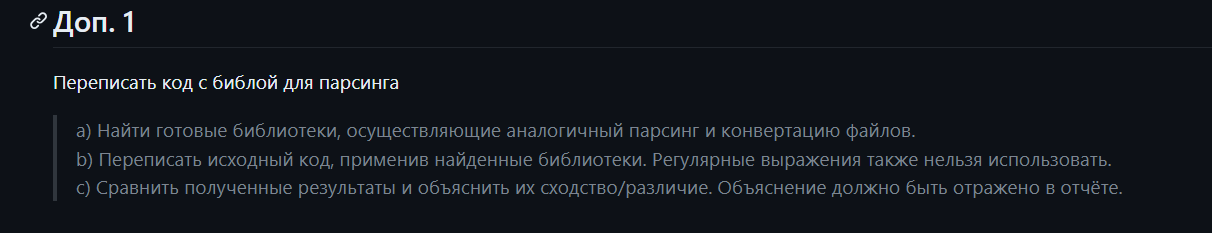 Доп. 1
Переписать код с библой для парсинга
a) Найти готовые библиотеки, осуществляющие аналогичный парсинг и конвертацию файлов.
b) Переписать исходный код, применив найденные библиотеки. Регулярные выражения также нельзя использовать.
c) Сравнить полученные результаты и объяснить их сходство/различие. Объяснение должно быть отражено в отчёте.